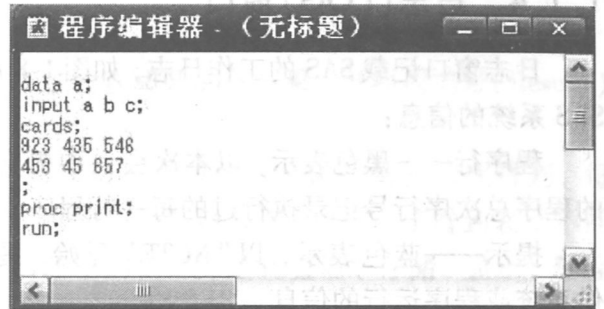 程序编辑器 - （无标题）
data a;
input a b c;
cards;
923 435 546
453 45 657
;
proc print;
run;